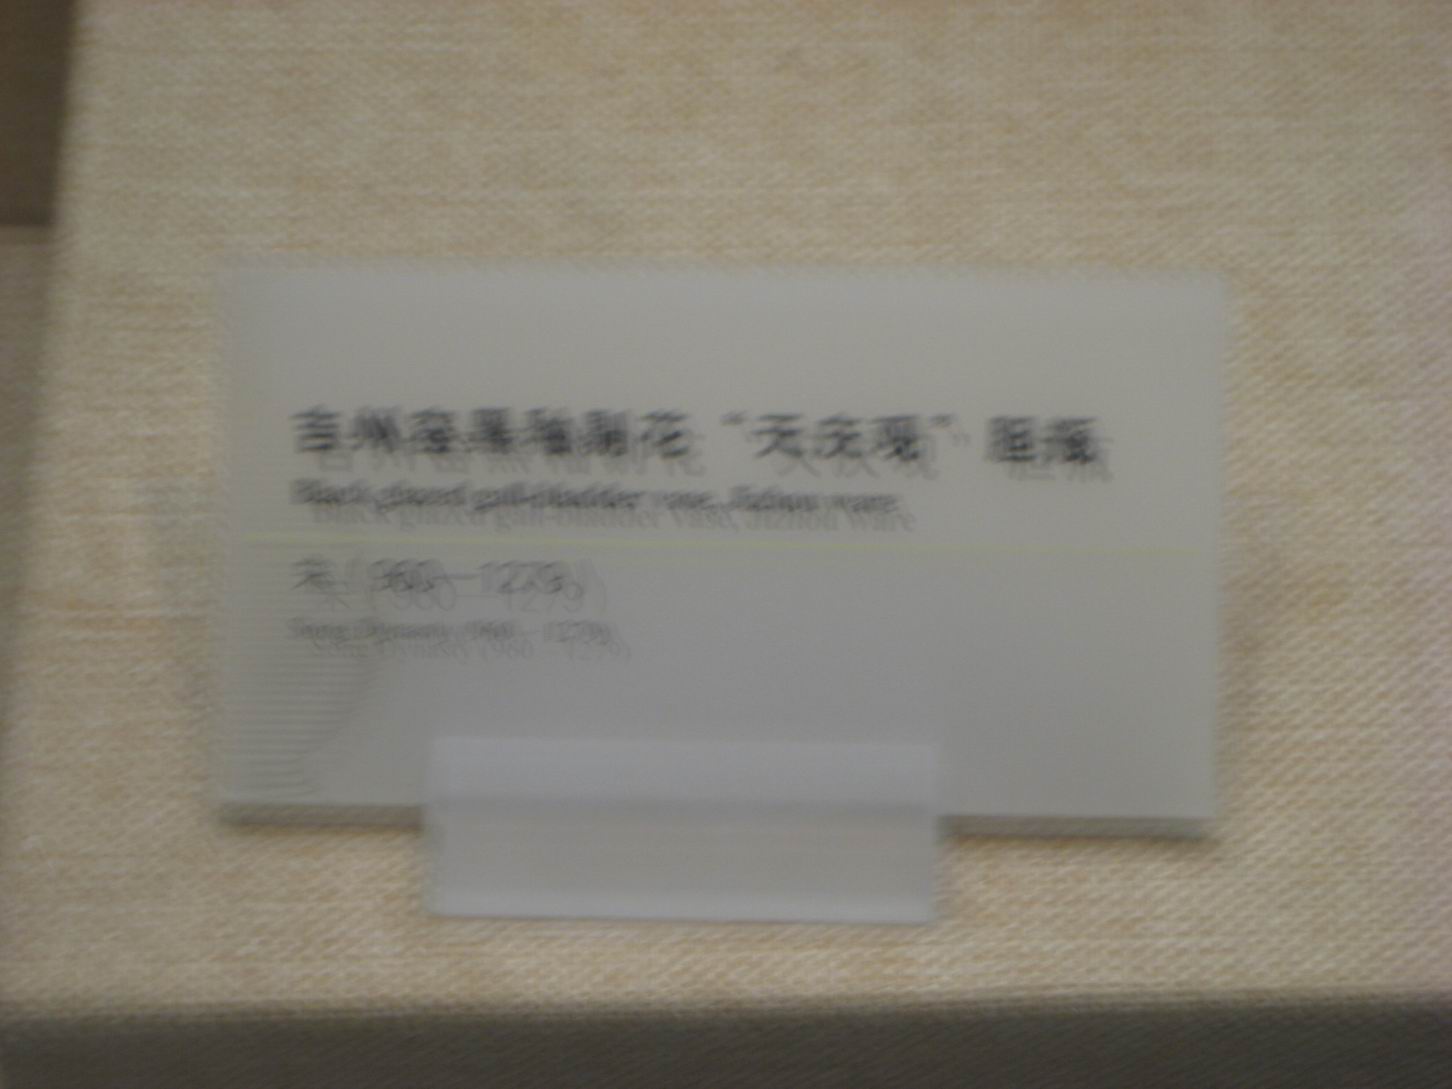 吉州窑黑釉剔花“天庆观”胆瓶
Black glazed gall-bladder vase, Jizhou ware
宋（960—1279）
Song Dynasty (960—1279)